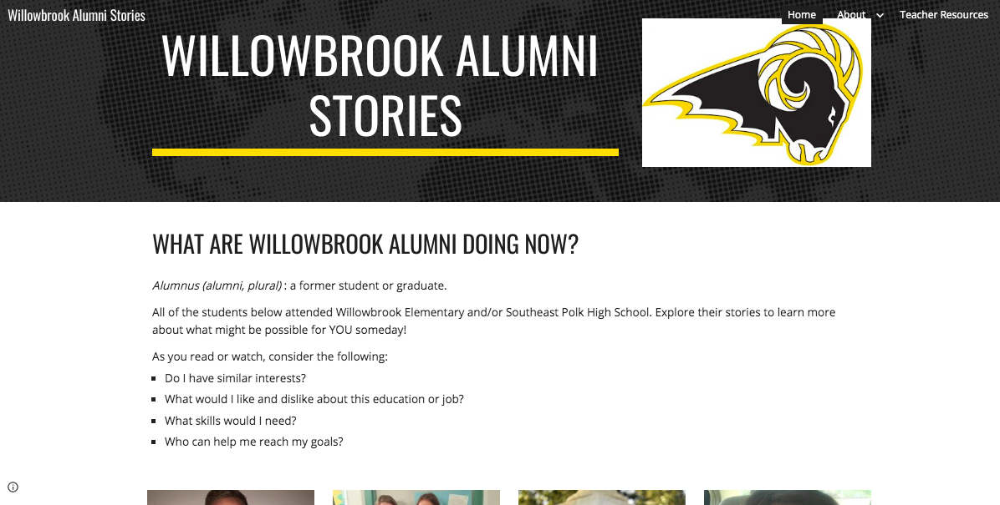 Willowbrook Alumni Stories
Home
About
Teacher Resources
WILLOWBROOK ALUMNI
STORIES
WHAT ARE WILLOWBROOK ALUMNI DOING NOW?
Alumnus (alumni, plural) : a former student or graduate.
All of the students below attended Willowbrook Elementary and/or Southeast Polk High School. Explore their stories to learn more
about what might be possible for YOU someday!
As you read or watch, consider the following:
Do I have similar interests?
What would I like and dislike about this education or job?
What skills would I need?
Who can help me reach my goals?